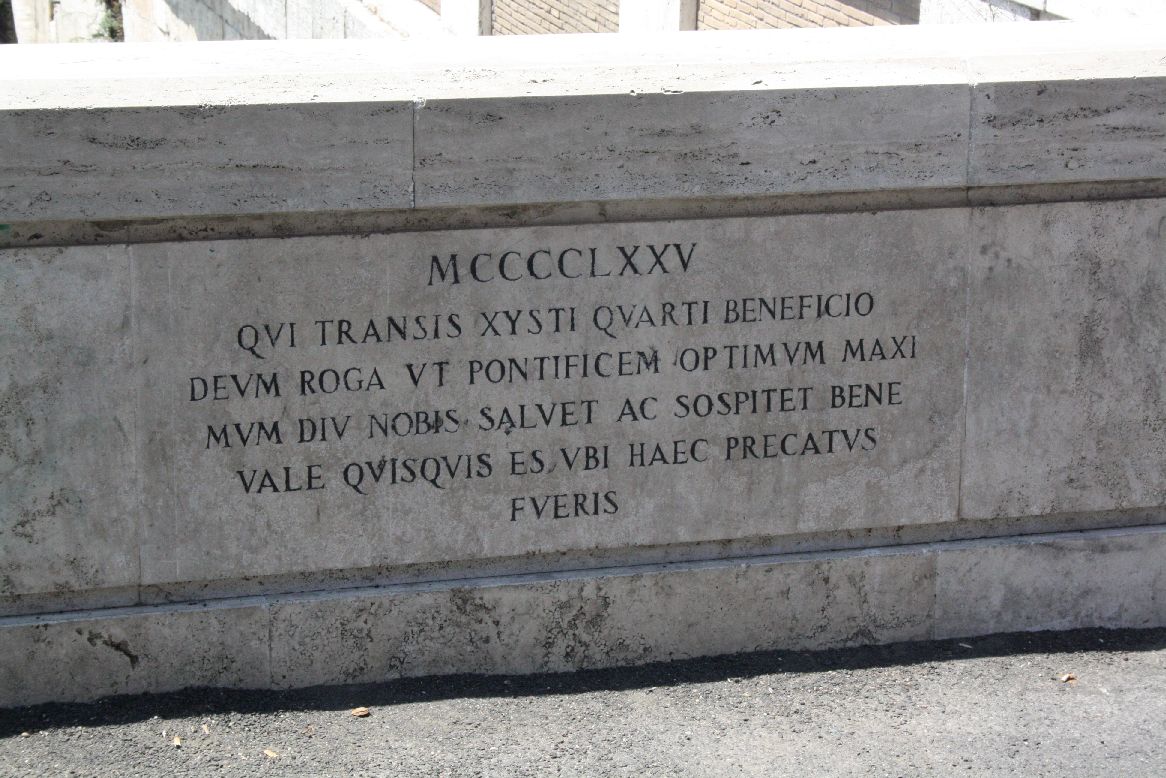 MCCCCLXXV
QVI TRANSIS XYSTI QVARTI BENEFICIO
DEVM ROGA VT PONTIFICEM OPTIMVM MAXI
MVM DIV NOBIS SALVET AC SOSPITET BENE
VALE QVISQVIS ES VBI HAEC PRECATVS
FVERIS